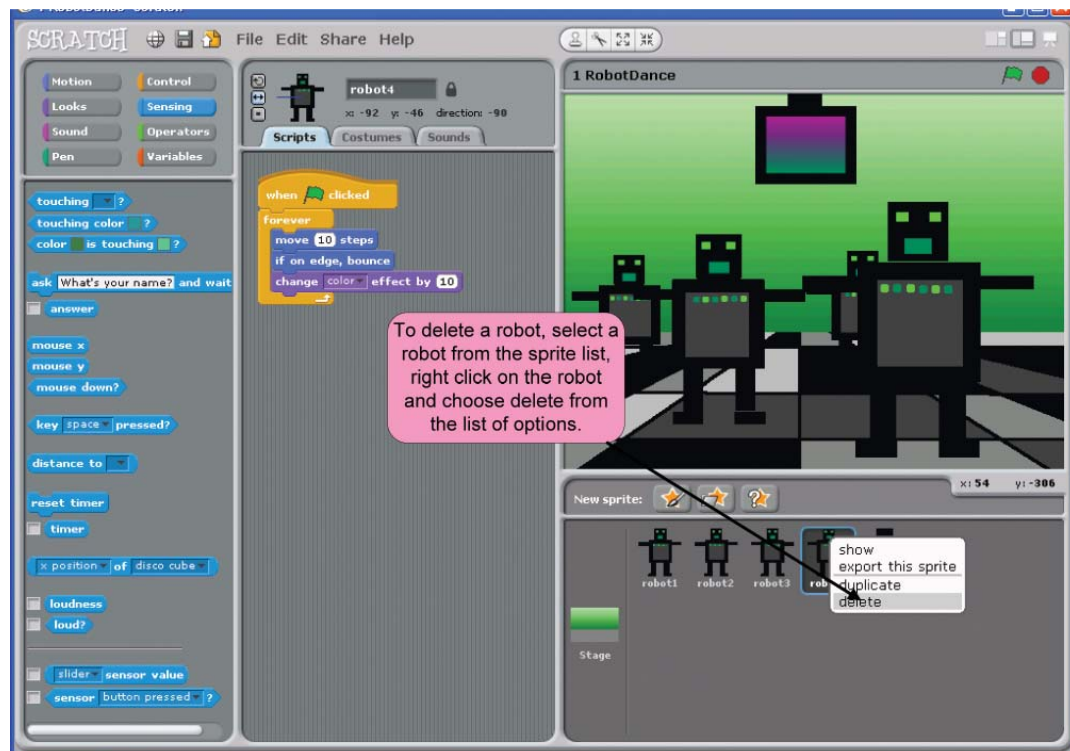 SCRATCH File Edit Share Help
Motion Control
Looks Sensing
Sound Operators
Pen Variables
robot4
x: -92 y: -46 direction: -90
Scripts Costumes Sounds
1 RobotDance
touching ?
touching color ?
color is touching ?
ask What's your name? and wait
answer
mouse x
mouse y
mouse down?
key space pressed?
distance to
reset timer
timer
x position of disco cube
loudness
loud?
slider sensor value
sensor button pressed ?
when clicked
forever
move 10 steps
if on edge, bounce
change color effect by 10
To delete a robot, select a
robot from the sprite list,
right click on the robot
and choose delete from
the list of options.
x: 54 y: -306
New sprite:
robot1 robot2 robot3
show
export this sprite
duplicate
delete
Stage